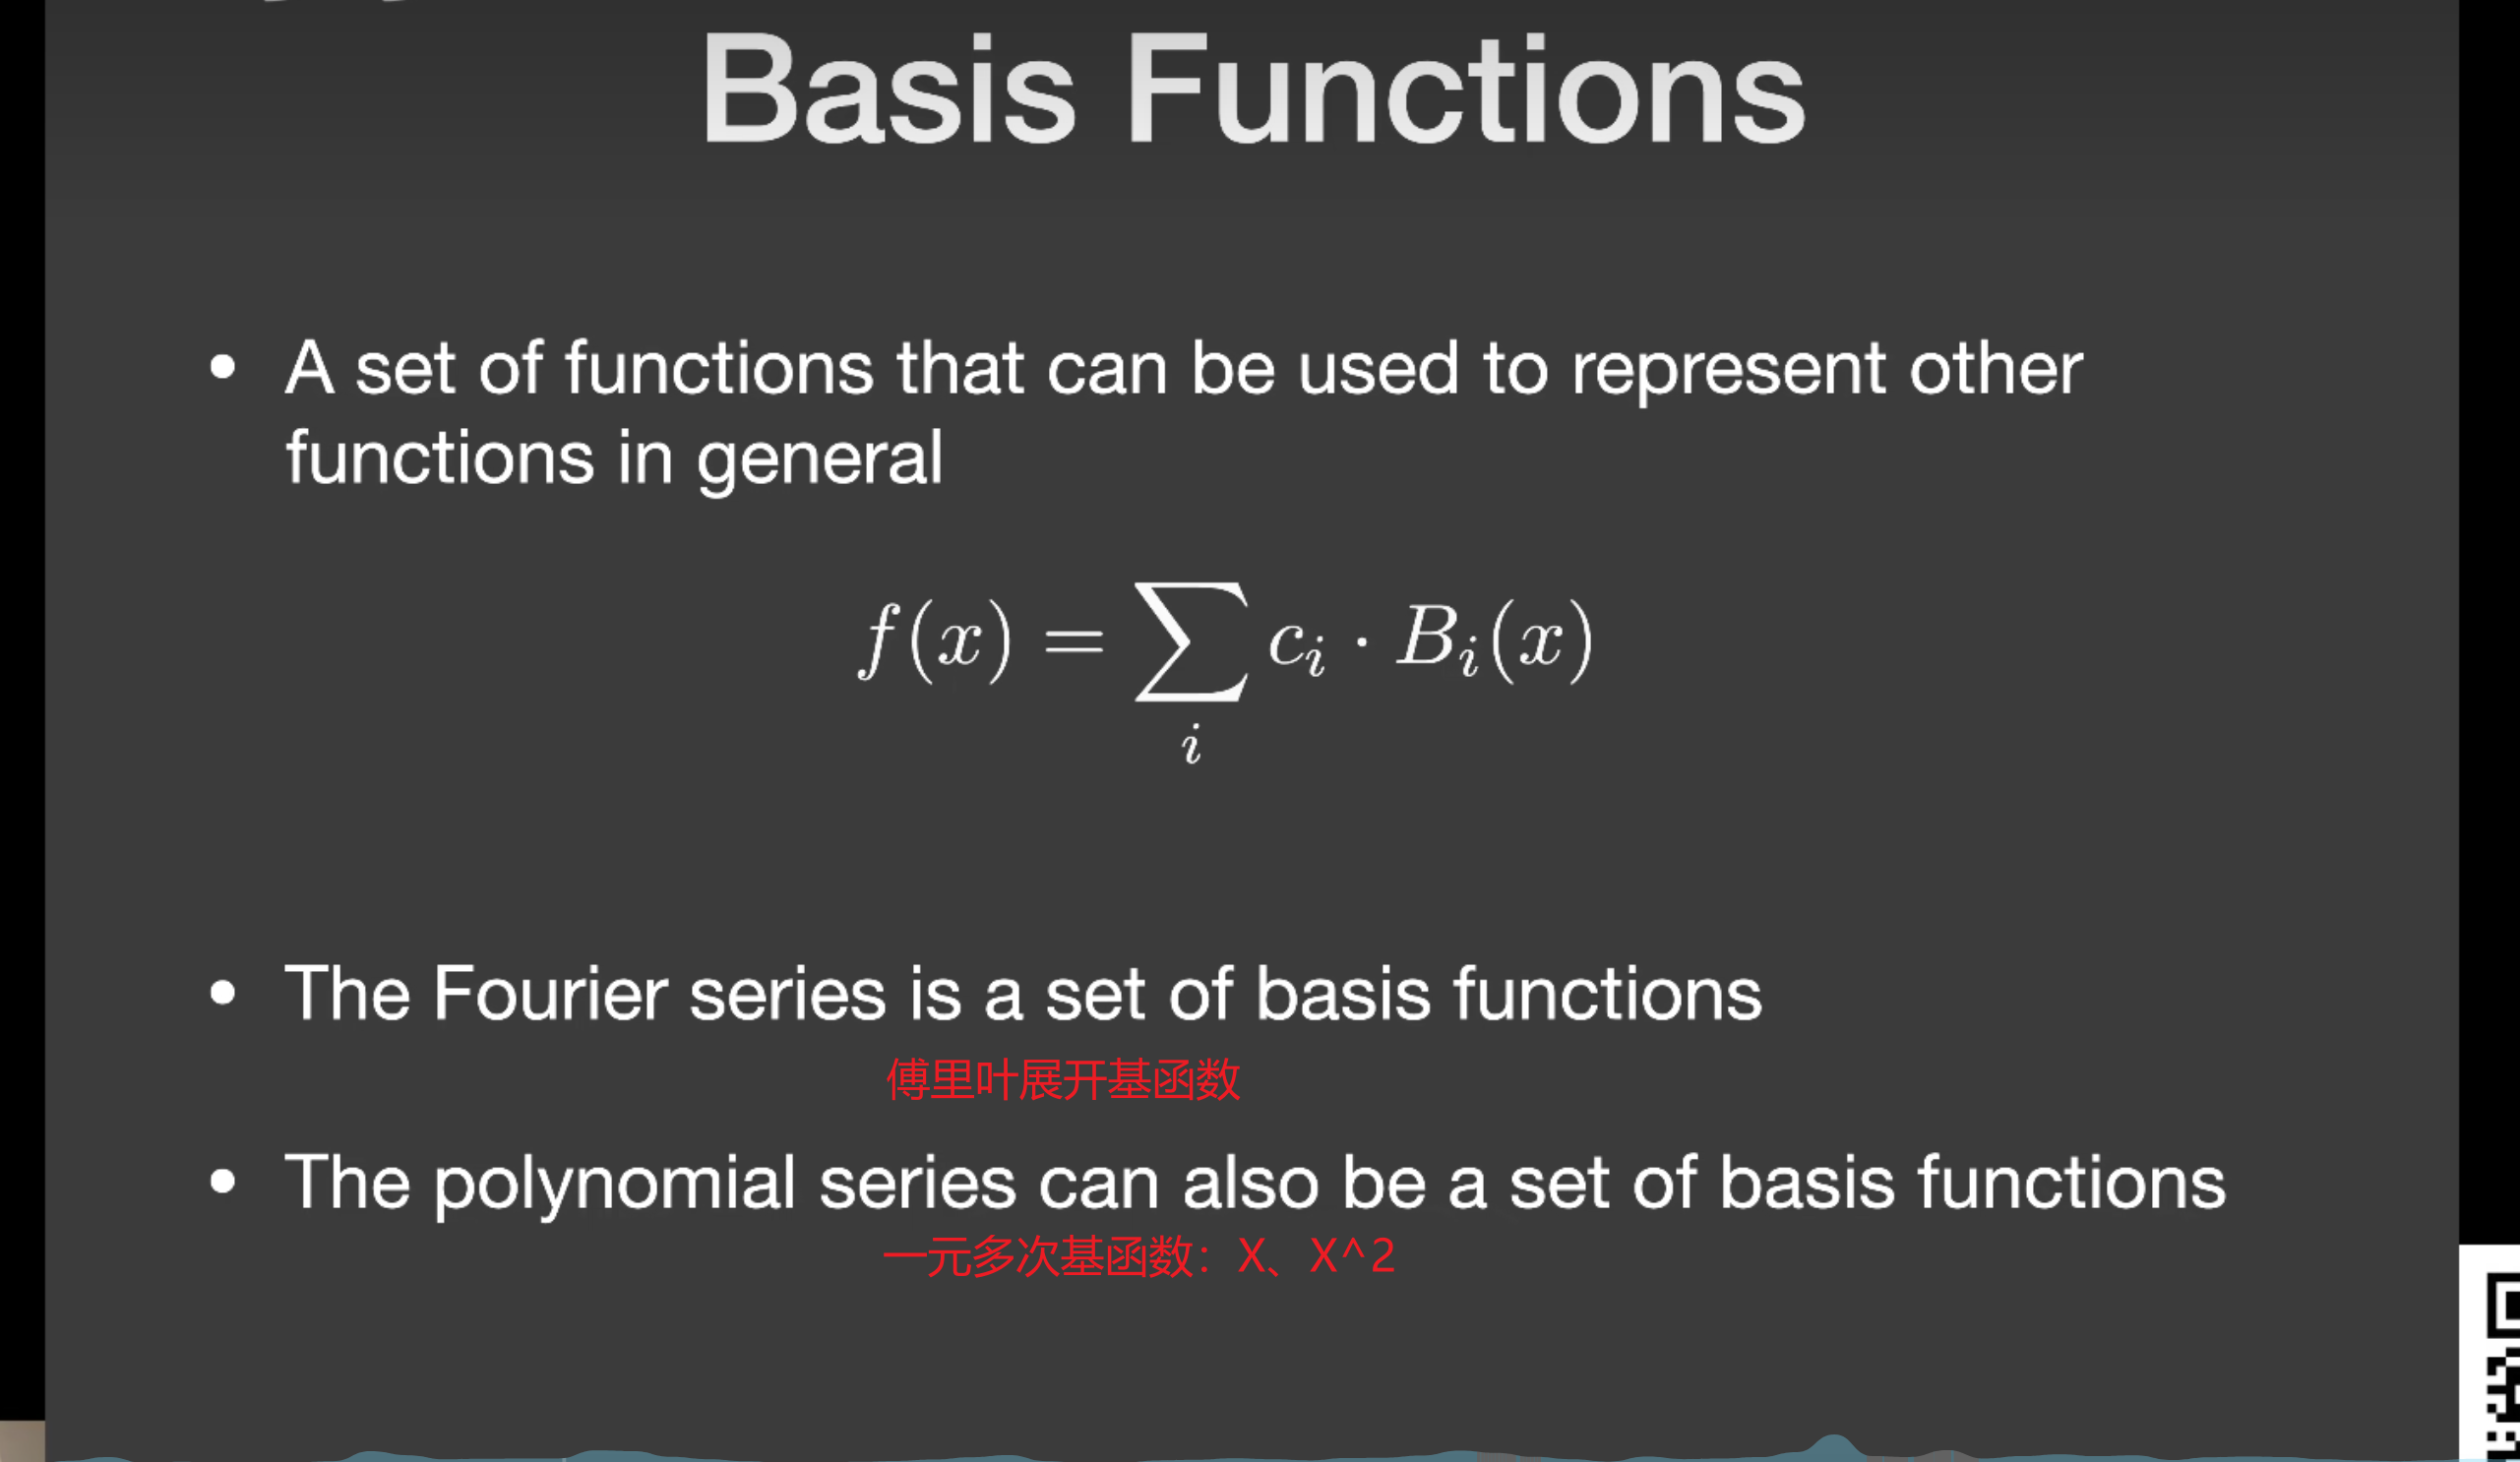 Basis Functions
• A set of functions that can be used to represent other
functions in general
f(x) = ∑ c_i · B_i(x)
i
• The Fourier series is a set of basis functions
傅里叶展开基函数
• The polynomial series can also be a set of basis functions
一元多次基函数：X、X^2